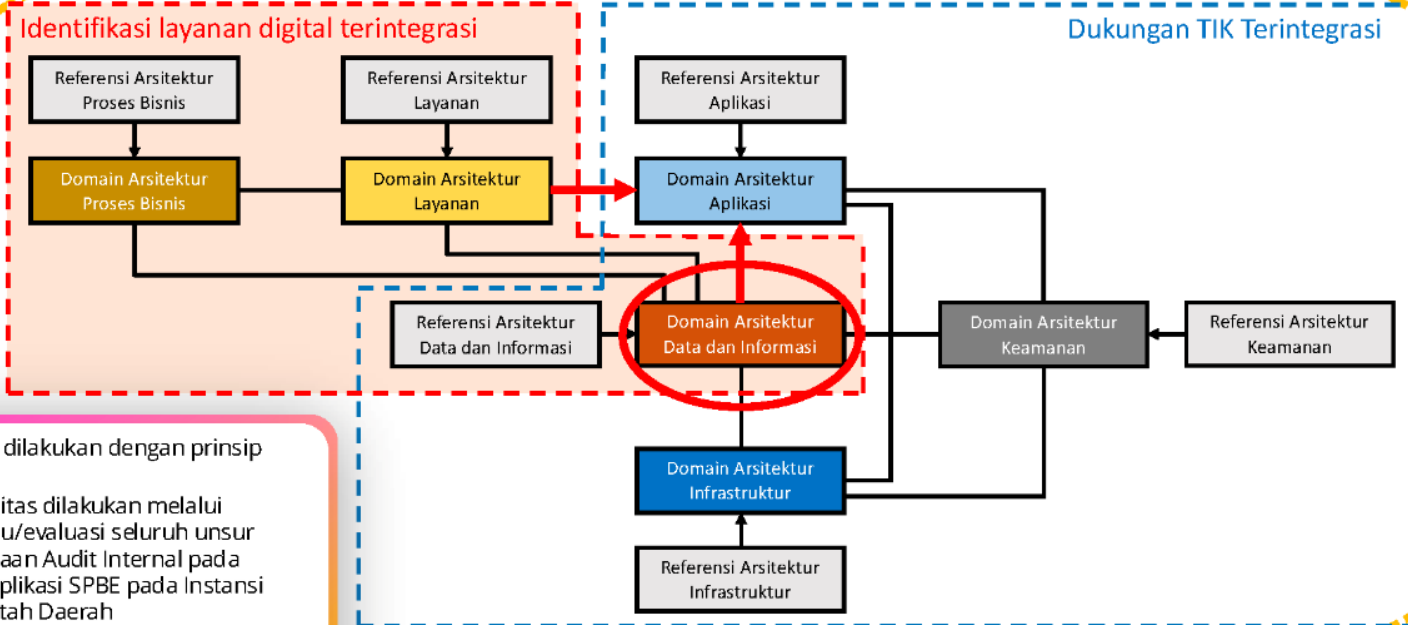 Identifikasi layanan digital terintegrasi
Dukungan TIK Terintegrasi
Referensi Arsitektur
Proses Bisnis
Referensi Arsitektur
Layanan
Referensi Arsitektur
Aplikasi
Domain Arsitektur
Proses Bisnis
Domain Arsitektur
Layanan
Domain Arsitektur
Aplikasi
Referensi Arsitektur
Data dan Informasi
Domain Arsitektur
Data dan Informasi
Domain Arsitektur
Keamanan
Referensi Arsitektur
Keamanan
Domain Arsitektur
Infrastruktur
Referensi Arsitektur
Infrastruktur
dilakukan dengan prinsip
itas dilakukan melalui
u/evaluasi seluruh unsur
aan Audit Internal pada
plikasi SPBE pada Instansi
tah Daerah